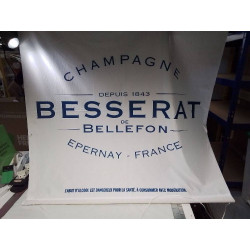 CHAMPAGNE
DEPUIS 1843
BESSERAT
DE
BELLEFON
EPERNAY - FRANCE
L'ABUS D'ALCOOL EST DANGEREUX POUR LA SANTÉ. A CONSOMMER AVEC MODÉRATION.